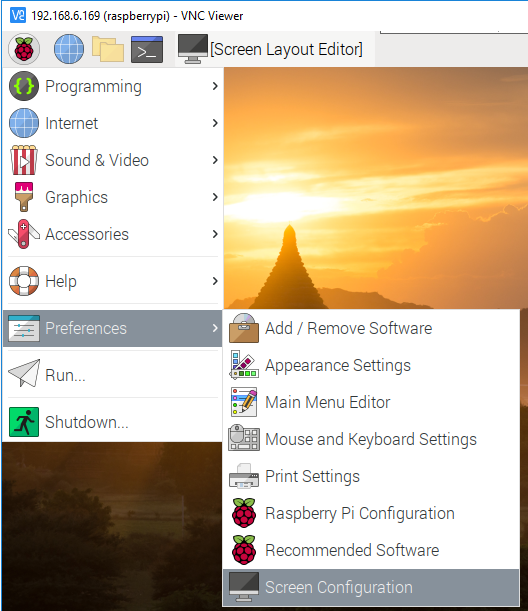 192.168.6.169 (raspberrypi) - VNC Viewer
[Screen Layout Editor]
Programming
Internet
Sound & Video
Graphics
Accessories
Help
Preferences
Run...
Shutdown...
Add / Remove Software
Appearance Settings
Main Menu Editor
Mouse and Keyboard Settings
Print Settings
Raspberry Pi Configuration
Recommended Software
Screen Configuration